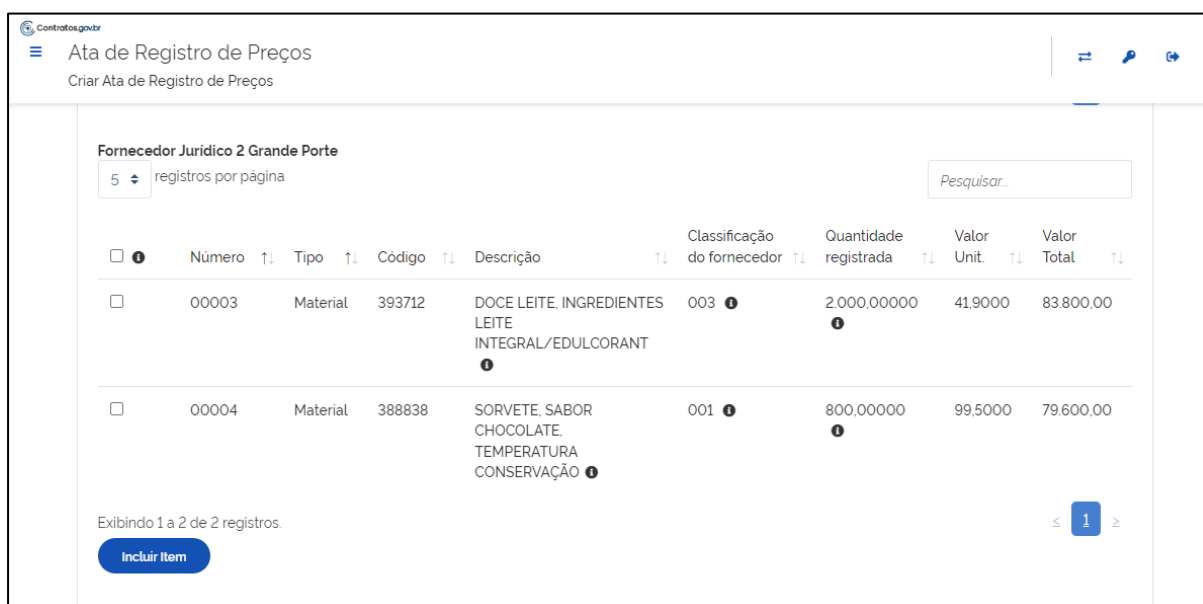 Contratos.gov.br
Ata de Registro de Preços
Criar Ata de Registro de Preços
Fornecedor Jurídico 2 Grande Porte
5 registros por página
Pesquisar...
Número Tipo Código Descrição Classificação do fornecedor Quantidade registrada Valor Unit. Valor Total
00003 Material 393712 DOCE LEITE, INGREDIENTES 003 2.000,00000 41,9000 83.800,00
LEITE
INTEGRAL/EDULCORANT
00004 Material 388838 SORVETE, SABOR 001 800,00000 99,5000 79.600,00
CHOCOLATE,
TEMPERATURA
CONSERVAÇÃO
Exibindo 1 a 2 de 2 registros.
≤ 1 ≥
Incluir Item